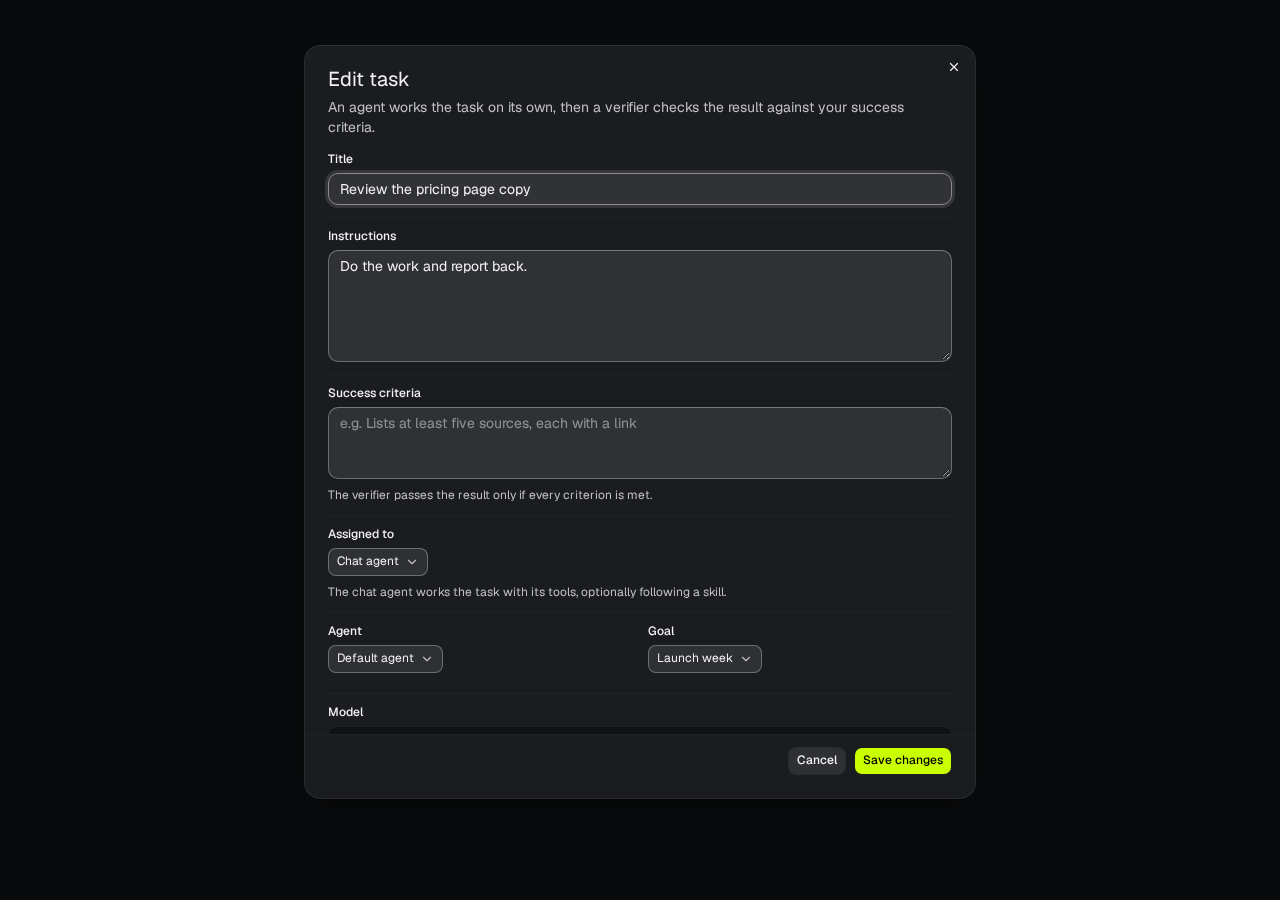 Edit task
An agent works the task on its own, then a verifier checks the result against your success
criteria.
Title
Review the pricing page copy
Instructions
Do the work and report back.
Success criteria
e.g. Lists at least five sources, each with a link
The verifier passes the result only if every criterion is met.
Assigned to
Chat agent
The chat agent works the task with its tools, optionally following a skill.
Agent
Goal
Default agent
Launch week
Model
Cancel
Save changes